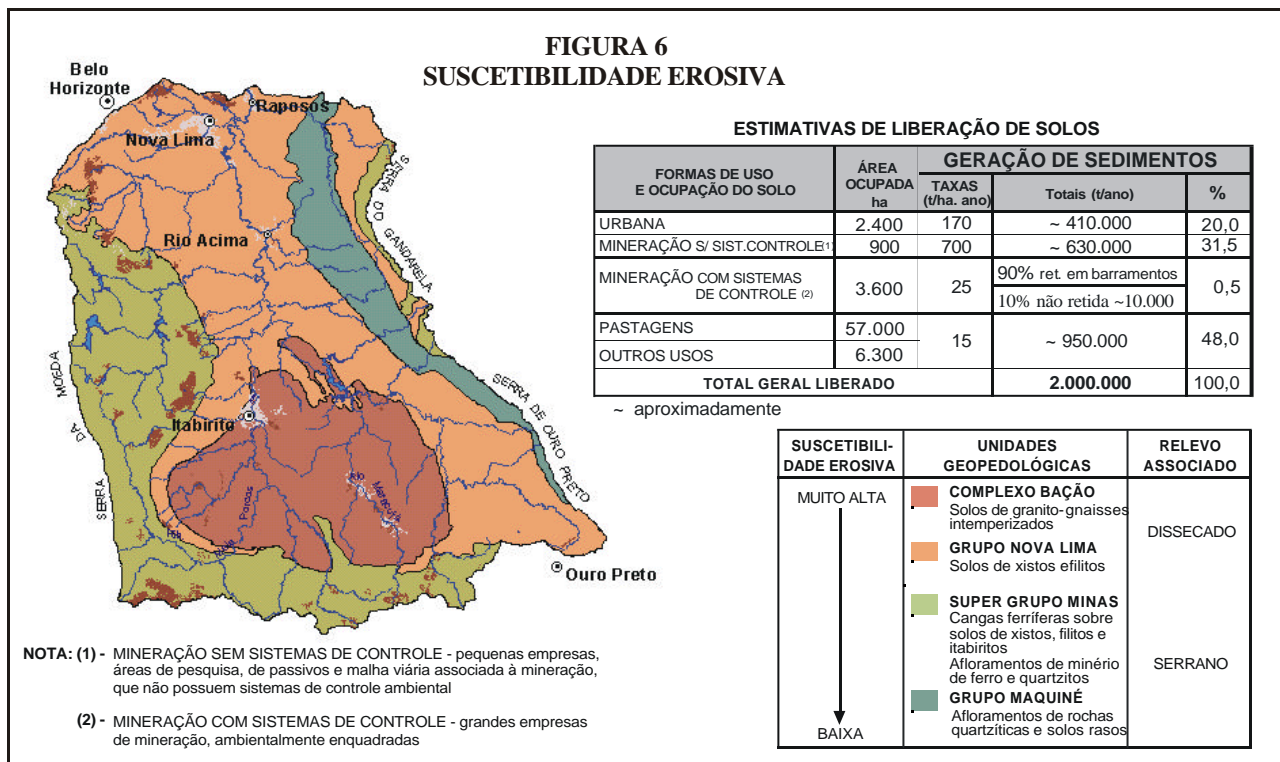 FIGURA 6
SUSCETIBILIDADE EROSIVA
Belo
Horizonte
Raposos
Nova Lima
SERRA DO GANDARELA
Rio Acima
MOEDA
DA
SERRA
SERRA DE OURO PRETO
Itabirito
Ouro Preto
ESTIMATIVAS DE LIBERAÇÃO DE SOLOS
FORMAS DE USO
E OCUPAÇÃO DO SOLO
ÁREA
OCUPADA
ha
GERAÇÃO DE SEDIMENTOS
TAXAS
(t/ha. ano)
Totais (t/ano)
%
URBANA 2.400 170 ~ 410.000 20,0
MINERAÇÃO S/ SIST.CONTROLE(1) 900 700 ~ 630.000 31,5
MINERAÇÃO COM SISTEMAS
DE CONTROLE (2)
3.600 25
90% ret. em barramentos
10% não retida ~10.000
0,5
PASTAGENS 57.000
OUTROS USOS 6.300
15 ~ 950.000 48,0
TOTAL GERAL LIBERADO 2.000.000 100,0
~ aproximadamente
SUSCETIBILI-
DADE EROSIVA
UNIDADES
GEOPEDOLÓGICAS
RELEVO
ASSOCIADO
MUITO ALTA
COMPLEXO BAÇÃO
Solos de granito-gnaisses
intemperizados
DISSECADO
GRUPO NOVA LIMA
Solos de xistos efilitos
SUPER GRUPO MINAS
Cangas ferríferas sobre
solos de xistos, filitos e
itabiritos
Afloramentos de minério
de ferro e quartzitos
SERRANO
GRUPO MAQUINÉ
Afloramentos de rochas
quartzíticas e solos rasos
BAIXA
NOTA: (1) - MINERAÇÃO SEM SISTEMAS DE CONTROLE - pequenas empresas,
áreas de pesquisa, de passivos e malha viária associada à mineração,
que não possuem sistemas de controle ambiental
(2) - MINERAÇÃO COM SISTEMAS DE CONTROLE - grandes empresas
de mineração, ambientalmente enquadradas